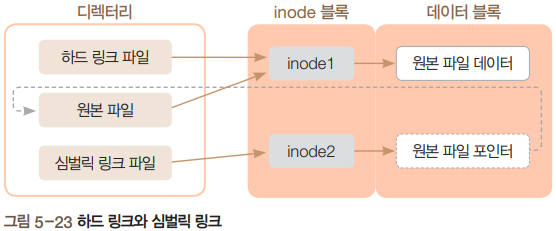 디렉터리
inode 블록
데이터 블록
하드 링크 파일
inode1
원본 파일 데이터
원본 파일
심벌릭 링크 파일
inode2
원본 파일 포인터
그림 5-23 하드 링크와 심벌릭 링크